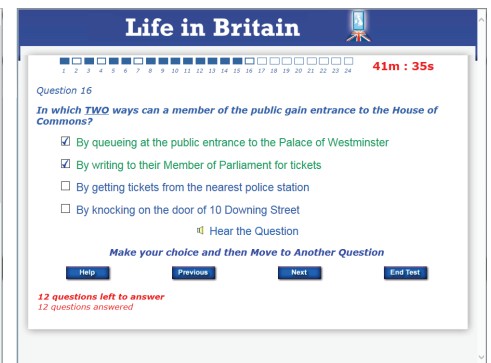 Life in Britain
1 2 3 4 5 6 7 8 9 10 11 12 13 14 15 16 17 18 19 20 21 22 23 24
41m : 35s
Question 16
In which TWO ways can a member of the public gain entrance to the House of
Commons?
By queueing at the public entrance to the Palace of Westminster
By writing to their Member of Parliament for tickets
By getting tickets from the nearest police station
By knocking on the door of 10 Downing Street
Hear the Question
Make your choice and then Move to Another Question
Help Previous Next End Test
12 questions left to answer
12 questions answered